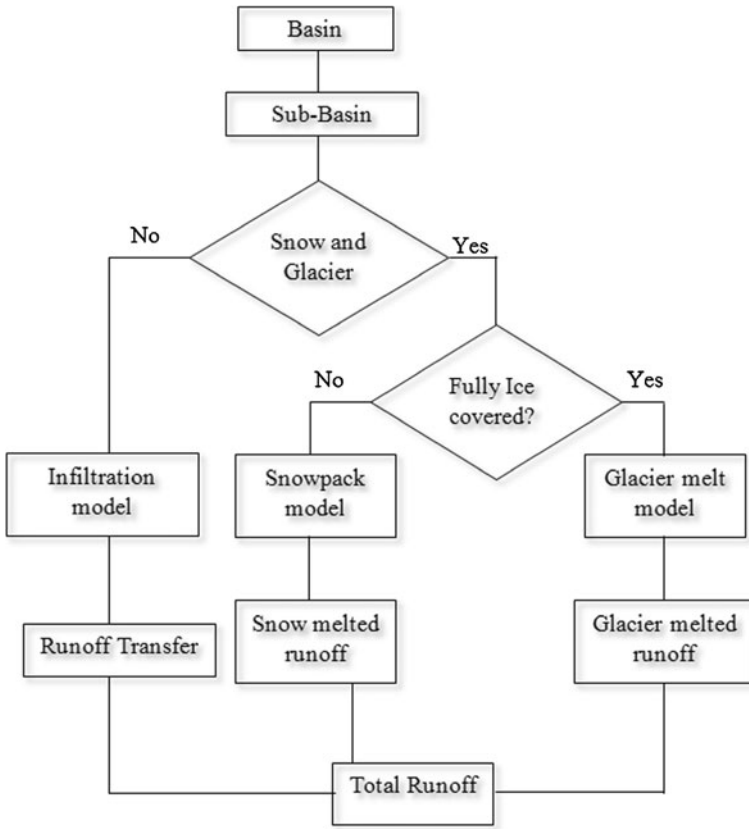 Basin
Sub-Basin
No
Snow and
Glacier
Yes
No
Fully Ice
covered?
Yes
Infiltration
model
Snowpack
model
Glacier melt
model
Runoff Transfer
Snow melted
runoff
Glacier melted
runoff
Total Runoff